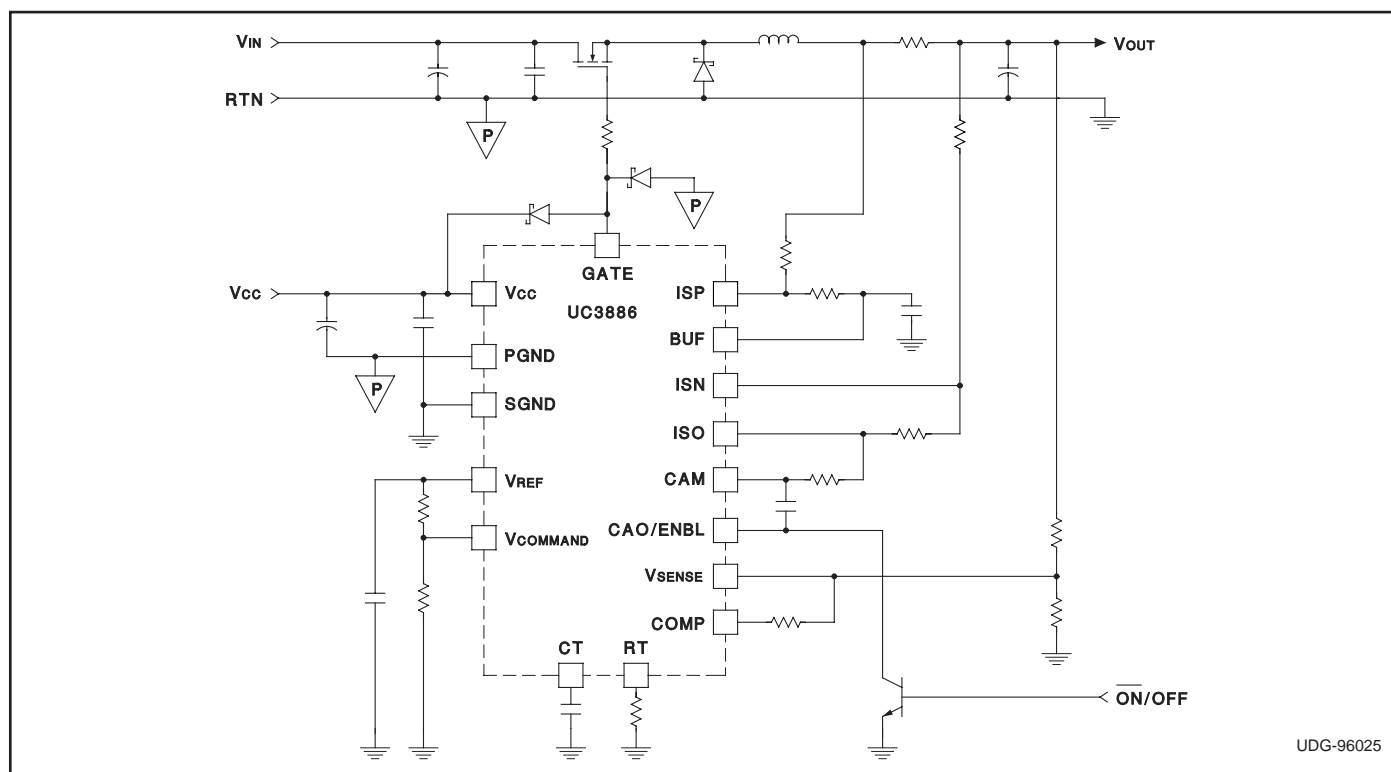 VIN
VOUT
RTN
P
P
GATE
VCC
VCC
UC3886
ISP
BUF
PGND
P
ISN
SGND
ISO
VREF
CAM
CAO/ENBL
VCOMMAND
VSENSE
COMP
CT
RT
ON/OFF
UDG-96025